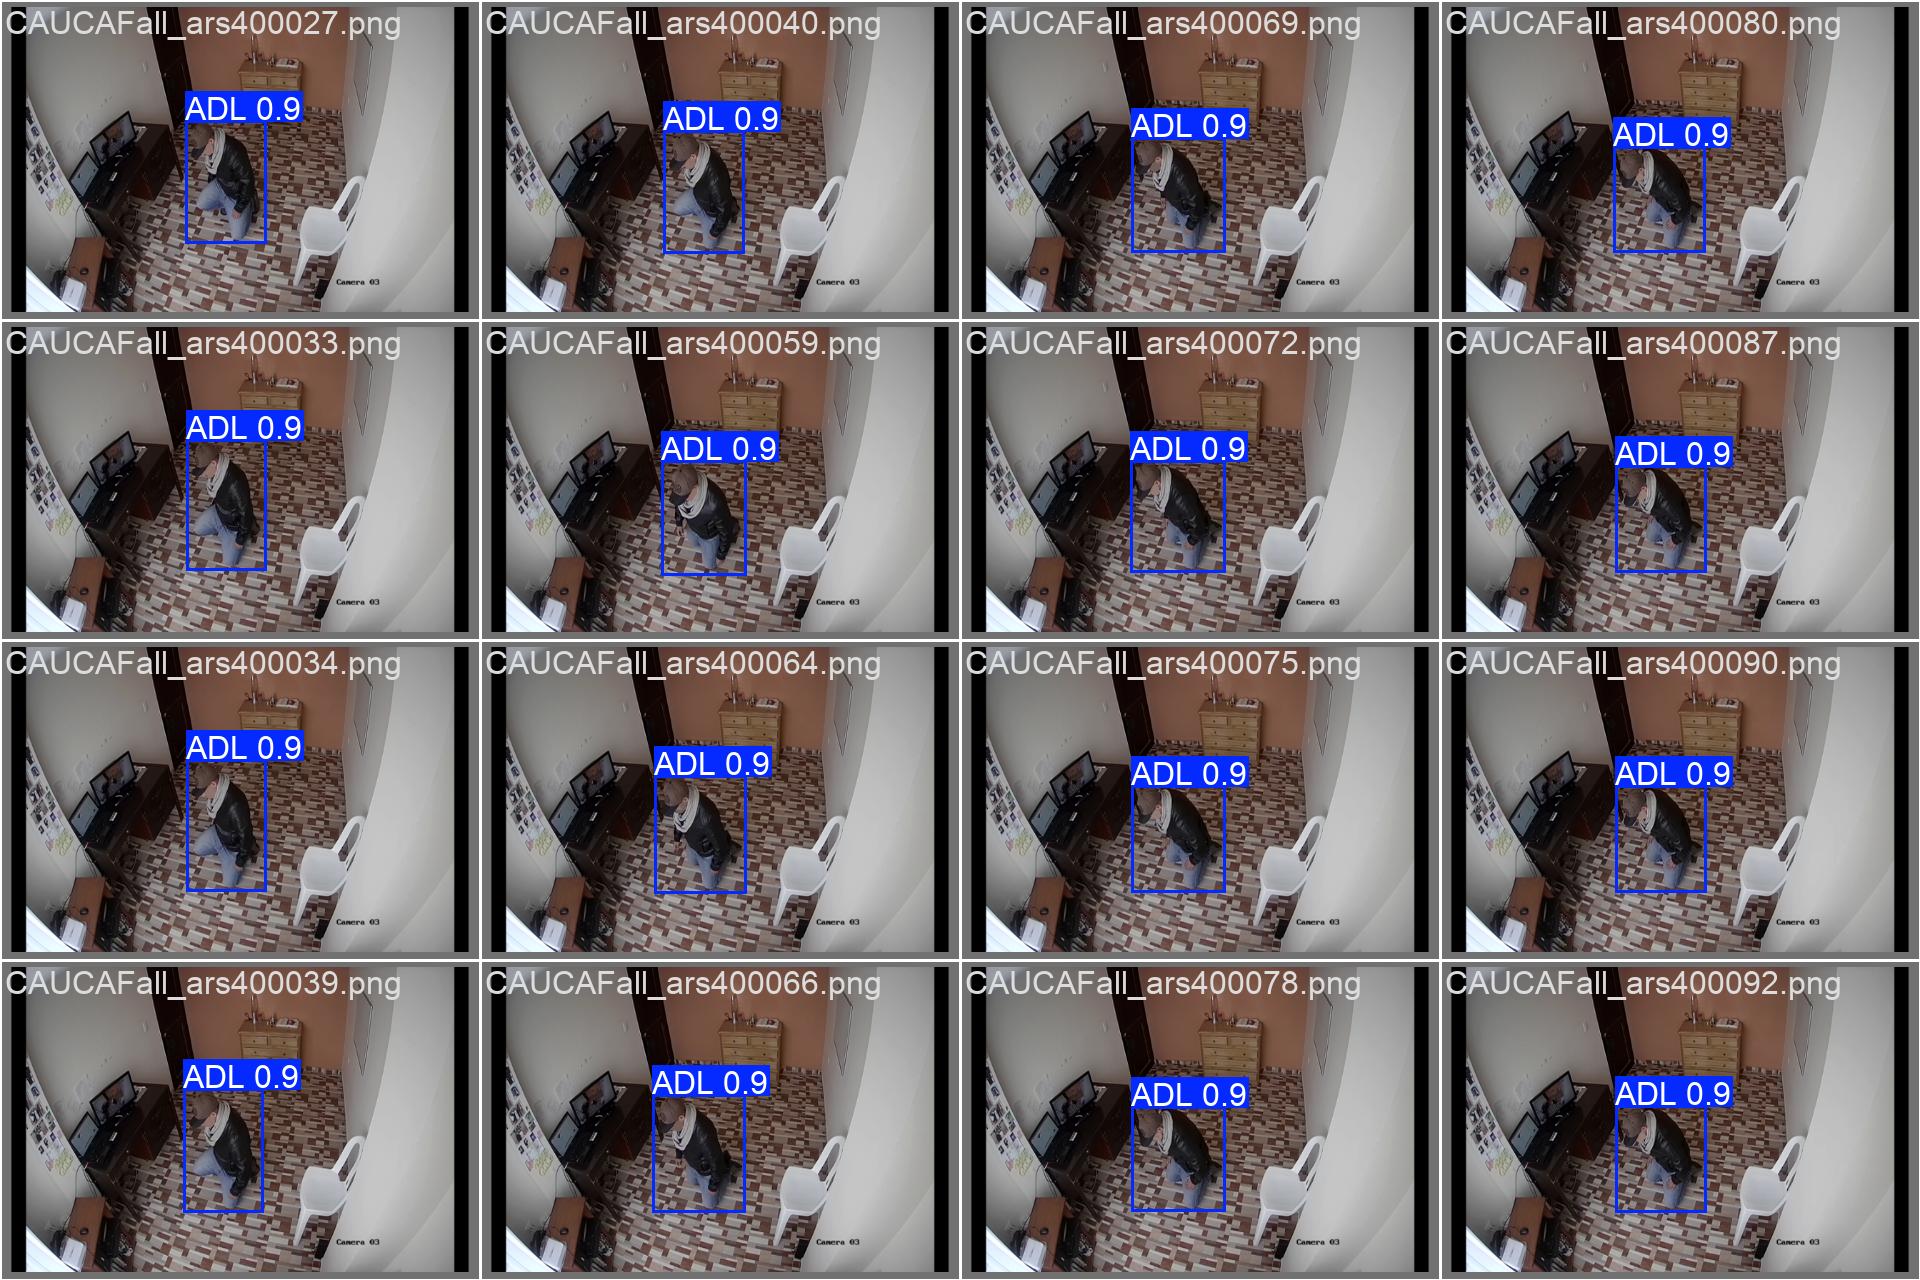 CAUCAFall_ars400027.png
ADL 0.9
Camera 03
CAUCAFall_ars400040.png
ADL 0.9
Camera 03
CAUCAFall_ars400069.png
ADL 0.9
Camera 03
CAUCAFall_ars400080.png
ADL 0.9
Camera 03
CAUCAFall_ars400033.png
ADL 0.9
Camera 03
CAUCAFall_ars400059.png
ADL 0.9
Camera 03
CAUCAFall_ars400072.png
ADL 0.9
Camera 03
CAUCAFall_ars400087.png
ADL 0.9
Camera 03
CAUCAFall_ars400034.png
ADL 0.9
Camera 03
CAUCAFall_ars400064.png
ADL 0.9
Camera 03
CAUCAFall_ars400075.png
ADL 0.9
Camera 03
CAUCAFall_ars400090.png
ADL 0.9
Camera 03
CAUCAFall_ars400039.png
ADL 0.9
Camera 03
CAUCAFall_ars400066.png
ADL 0.9
Camera 03
CAUCAFall_ars400078.png
ADL 0.9
Camera 03
CAUCAFall_ars400092.png
ADL 0.9
Camera 03